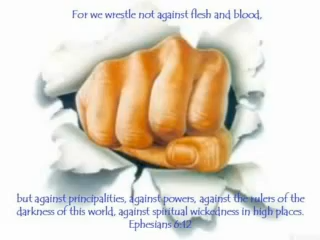 For we wrestle not against flesh and blood,
but against principalities, against powers, against the rulers of the
darkness of this world, against spiritual wickedness in high places.
Ephesians 6:12